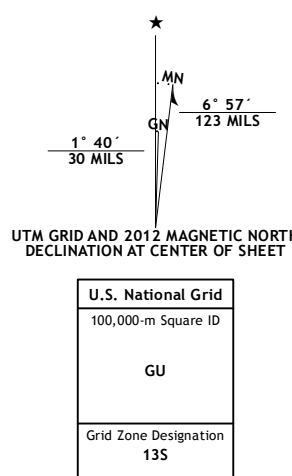 MN
6° 57´
123 MILS
GN
1° 40´
30 MILS
UTM GRID AND 2012 MAGNETIC NORTH
DECLINATION AT CENTER OF SHEET
U.S. National Grid
100,000-m Square ID
GU
Grid Zone Designation
13S